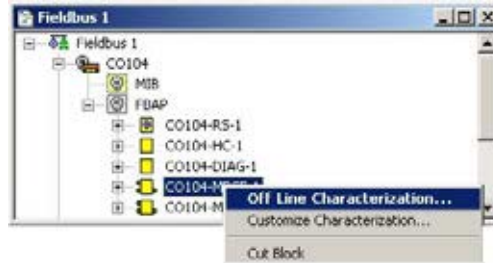 Fieldbus 1
Fieldbus 1
CO104
MIB
FBAP
CO104-RS-1
CO104-HC-1
CO104-DIAG-1
Off Line Characterization...
CO104-M
Customize Characterization...
Cut Block